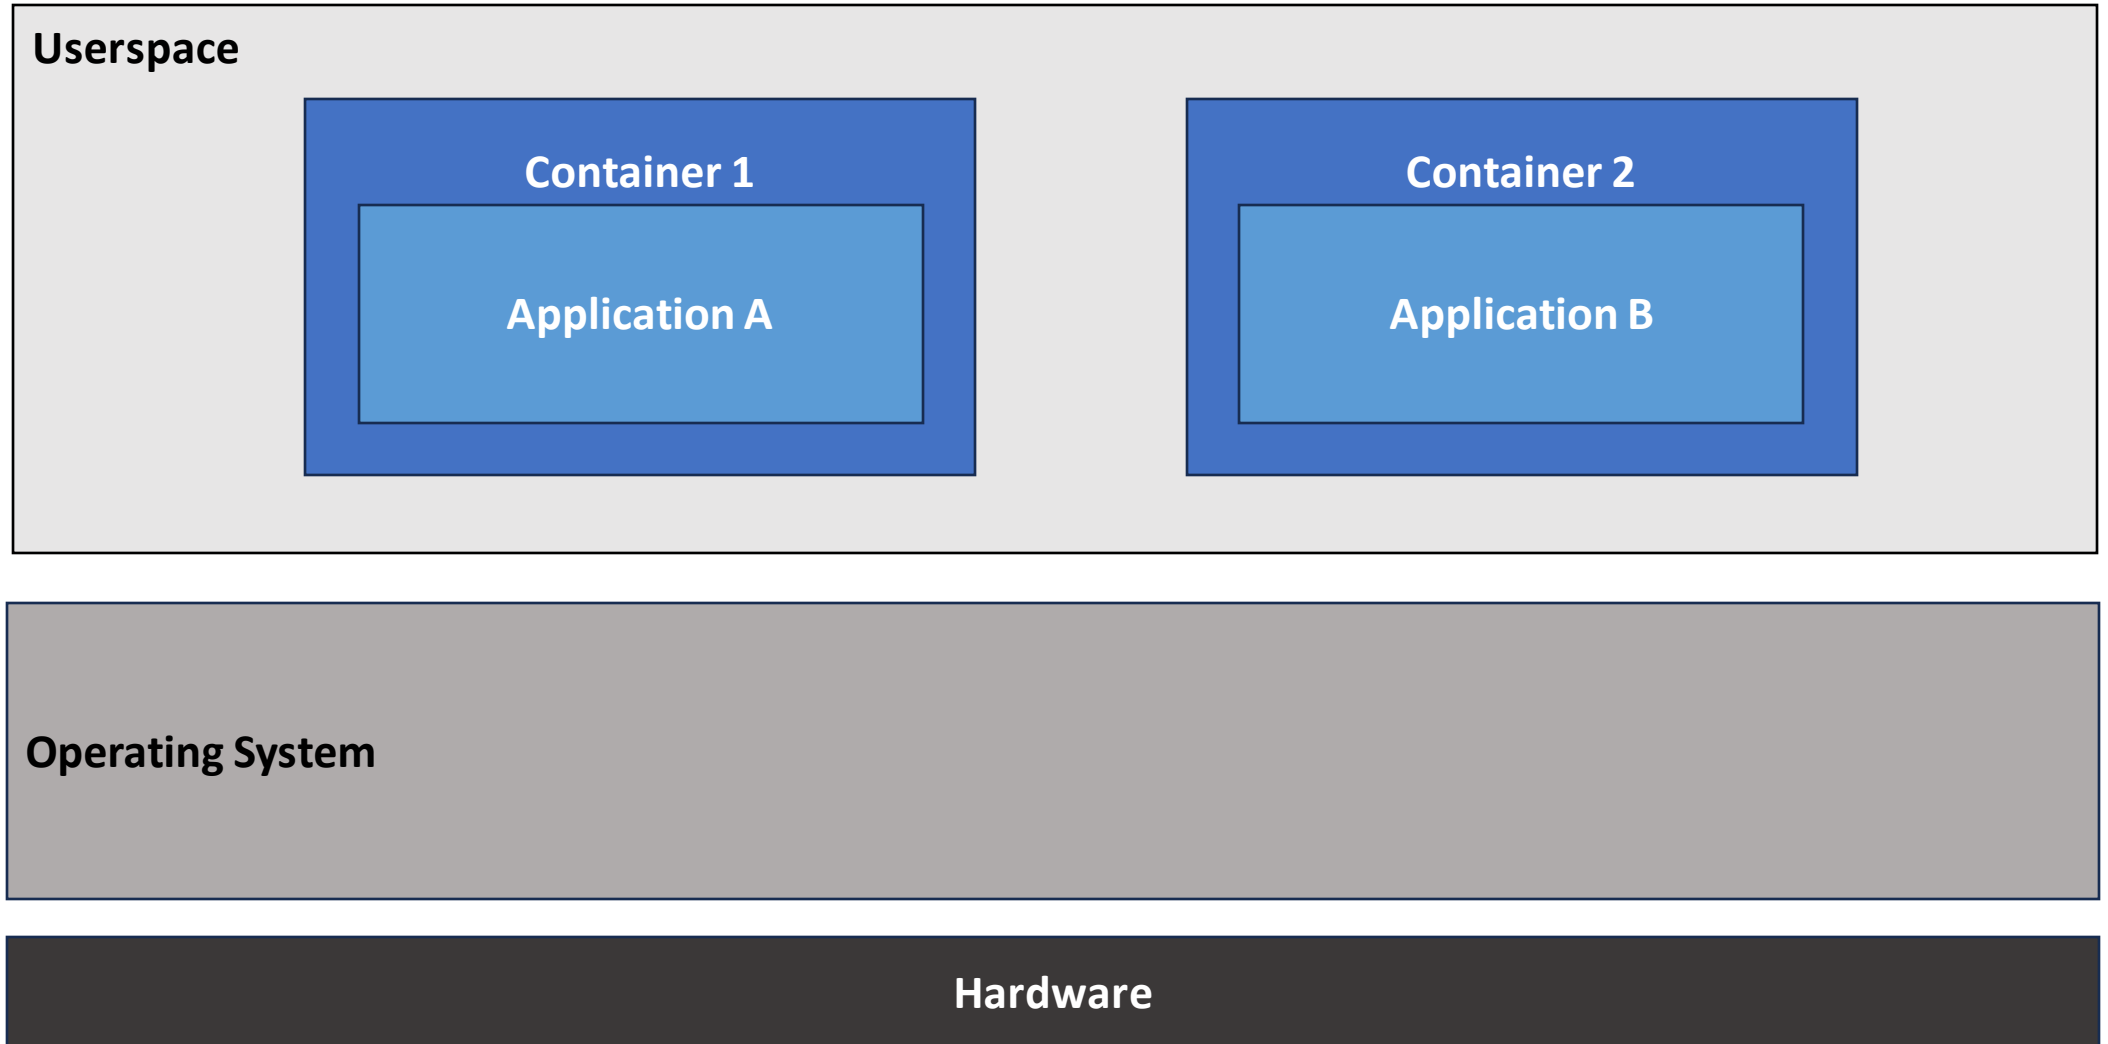 Userspace
Container 1
Container 2
Application A
Application B
Operating System
Hardware